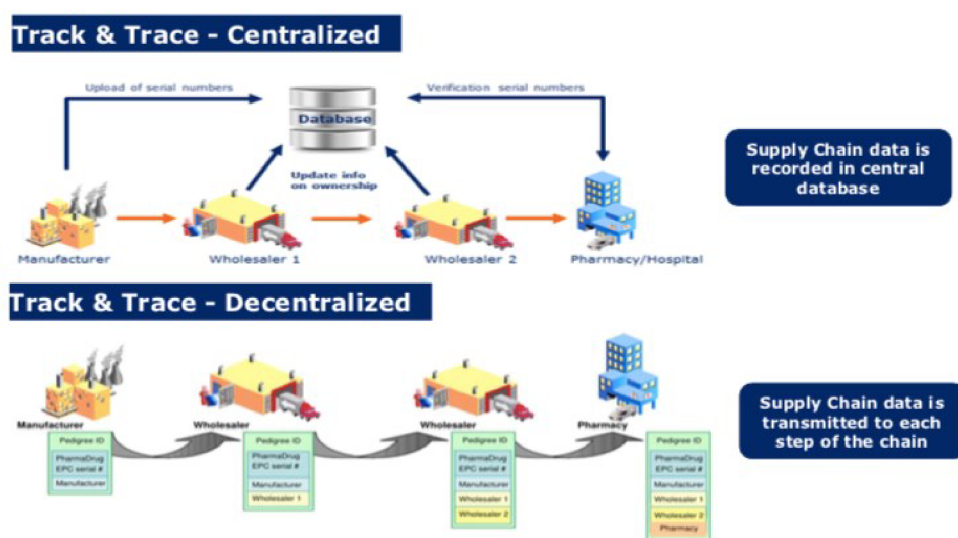 Track & Trace - Centralized
Upload of serial numbers
Verification serial numbers
Database
Update info
on ownership
Supply Chain data is
recorded in central
database
Manufacturer
Wholesaler 1
Wholesaler 2
Pharmacy/Hospital
Track & Trace - Decentralized
Supply Chain data is
transmitted to each
step of the chain
Manufacturer
Wholesaler
Wholesaler
Pharmacy
Pedigree ID
PharmaDrug
EPC serial #
Manufacturer
Pedigree ID
PharmaDrug
EPC serial #
Manufacturer
Wholesaler 1
Pedigree ID
PharmaDrug
EPC serial #
Manufacturer
Wholesaler 1
Wholesaler 2
Pedigree ID
PharmaDrug
EPC serial #
Manufacturer
Wholesaler 1
Wholesaler 2
Pharmacy